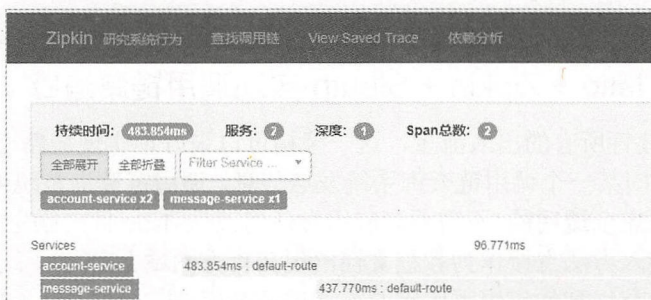 Zipkin 研究系统行为 查找调用链 View Saved Trace 依赖分析
持续时间: 483.854ms 服务: 2 深度: 1 Span总数: 2
全部展开 全部折叠 Filter Service ...
account-service x2 message-service x1
Services 96.771ms
account-service 483.854ms : default-route
message-service 437.770ms : default-route